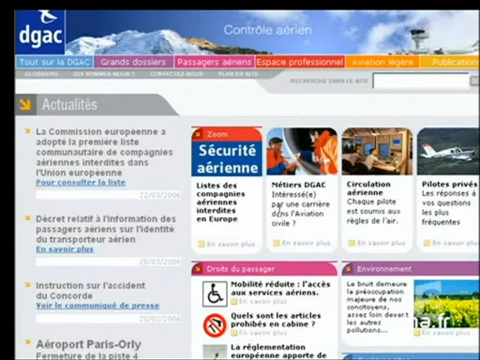 dgac
Contrôle aérien
Tout sur la DGAC
Grands dossiers
Passagers aériens
Espace professionnel
Aviation légère
Publications
GLOSSAIRE
QUI SOMMES-NOUS ?
CONTACTEZ-NOUS
PLAN DU SITE
RECHERCHE DANS LE SITE
Actualités
La Commission européenne a
adopté la première liste
communautaire de compagnies
aériennes interdites dans
l'Union européenne
Pour consulter la liste
22/03/2006
Décret relatif à l'information des
passagers aériens sur l'identité
du transporteur aérien
En savoir plus
20/03/2006
Instruction sur l'accident
du Concorde
Voir le communiqué de presse
20/03/2006
Aéroport Paris-Orly
Fermeture de la piste 4
Zoom
Sécurité
aérienne
Listes des
compagnies
aériennes
interdites
en Europe
En savoir plus
Métiers DGAC
Intéressé(e)
par une carrière
dans l'Aviation
civile ?
En savoir plus
Circulation
aérienne
Chaque pilote
est soumis aux
règles de l'air.
En savoir plus
Pilotes privés
Les réponses à
vos questions
les plus
fréquentes
En savoir plus
Droits du passager
Mobilité réduite : l'accès
aux services aériens.
En savoir plus
Quels sont les articles
prohibés en cabine ?
En savoir plus
La réglementation
européenne apporte de
Environnement
Le bruit demeure
la préoccupation
majeure de nos
concitoyens,
assez loin devant
les autres
pollutions...
.fr